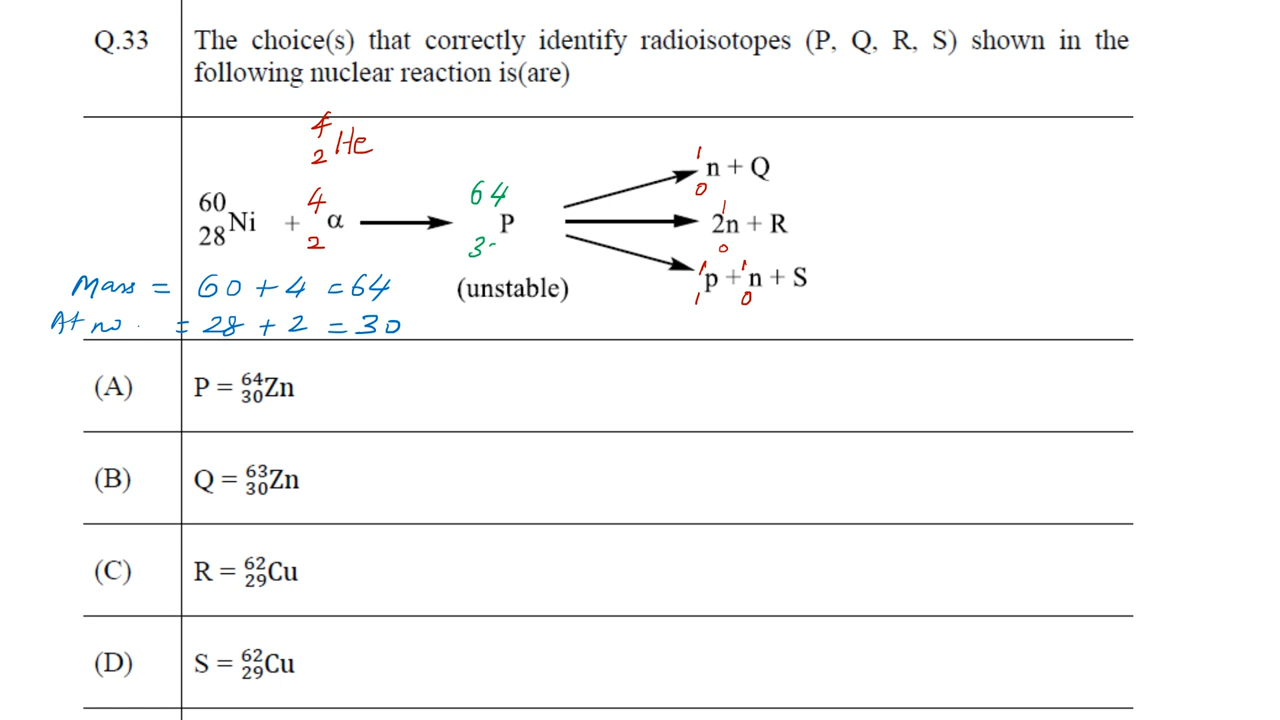 Q.33 The choice(s) that correctly identify radioisotopes (P, Q, R, S) shown in the
following nuclear reaction is(are)
4
2 He
60
28 Ni + 4
2 α 64
3 P
(unstable)
1
0 n + Q
2 1
0 n + R
1
1 p + 1
0 n + S
Mass = 60 + 4 = 64
At no. = 28 + 2 = 30
(A) P = 64
30 Zn
(B) Q = 63
30 Zn
(C) R = 62
29 Cu
(D) S = 62
29 Cu